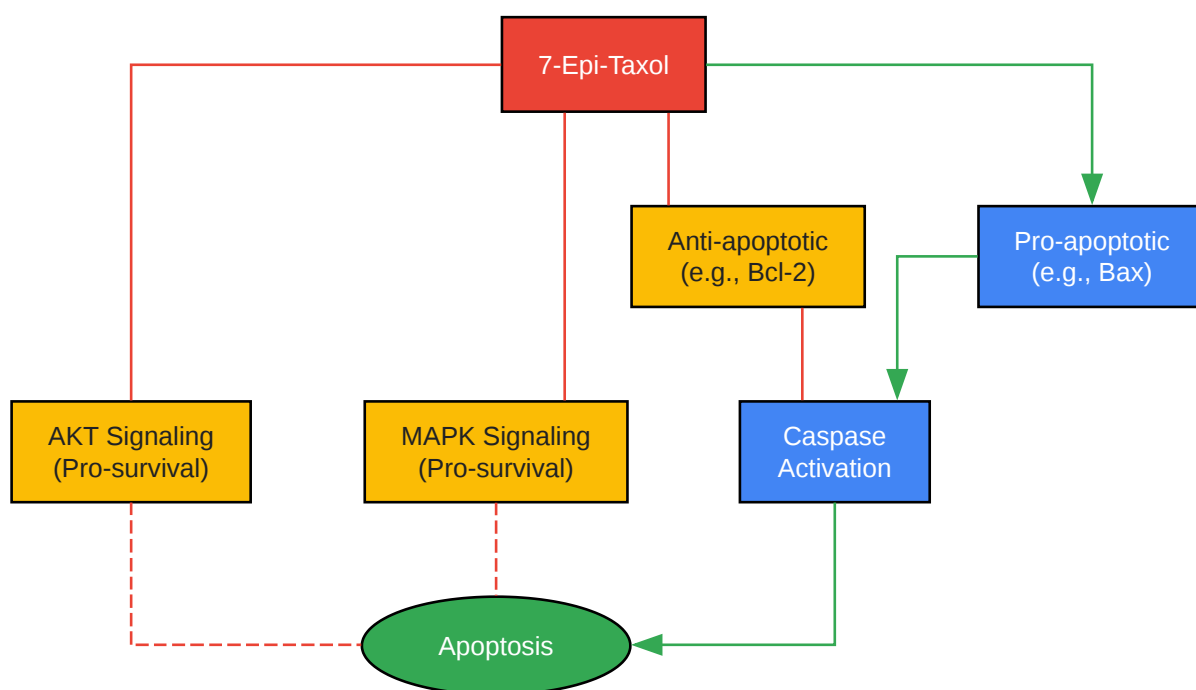 7-Epi-Taxol
Anti-apoptotic
(e.g., Bcl-2)
Pro-apoptotic
(e.g., Bax)
AKT Signaling
(Pro-survival)
MAPK Signaling
(Pro-survival)
Caspase
Activation
Apoptosis